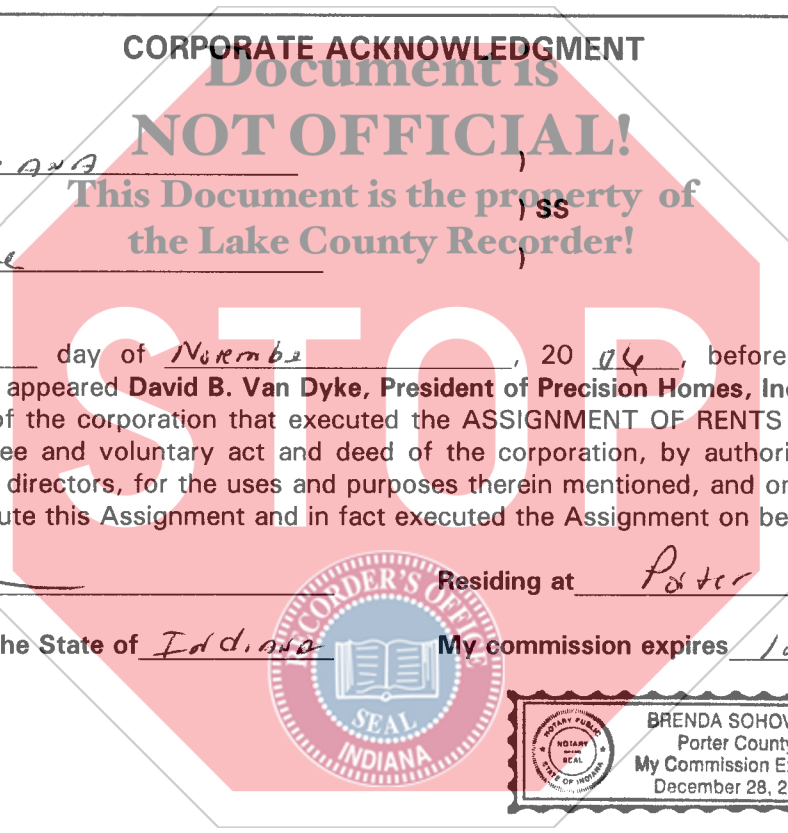 CORPORATE ACKNOWLEDGMENT
Document is
NOT OFFICIAL!
ANA )
This Document is the property of
) SS
the Lake County Recorder!
)
STOP
day of Novembe, 20 04, before
appeared David B. Van Dyke, President of Precision Homes, Inc
of the corporation that executed the ASSIGNMENT OF RENTS
ee and voluntary act and deed of the corporation, by authori
directors, for the uses and purposes therein mentioned, and or
ute this Assignment and in fact executed the Assignment on be
Residing at Porter
he State of Indiana My commission expires
RECORDER'S OFFICE
SEAL
INDIANA
NOTARY PUBLIC
NOTARY
SEAL
STATE OF INDIANA
BRENDA SOHOV
Porter County
My Commission E
December 28, 2